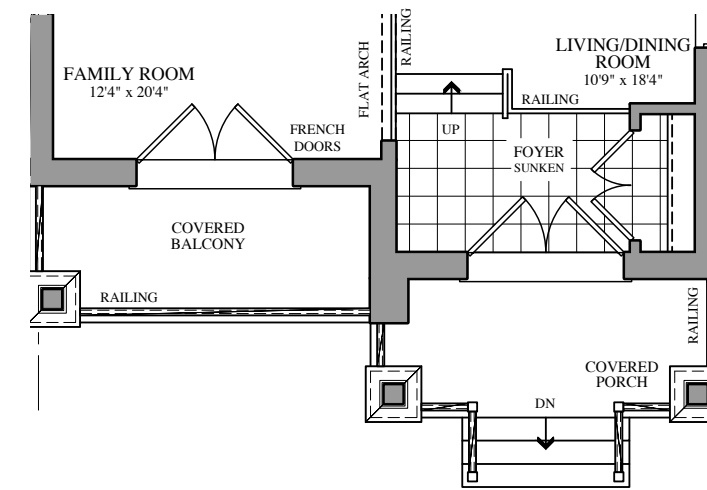 RAILING
LIVING/DINING
ROOM
10'9" x 18'4"
FAMILY ROOM
12'4" x 20'4"
FLAT ARCH
RAILING
UP
FRENCH
DOORS
FOYER
SUNKEN
COVERED
BALCONY
RAILING
RAILING
COVERED
PORCH
DN